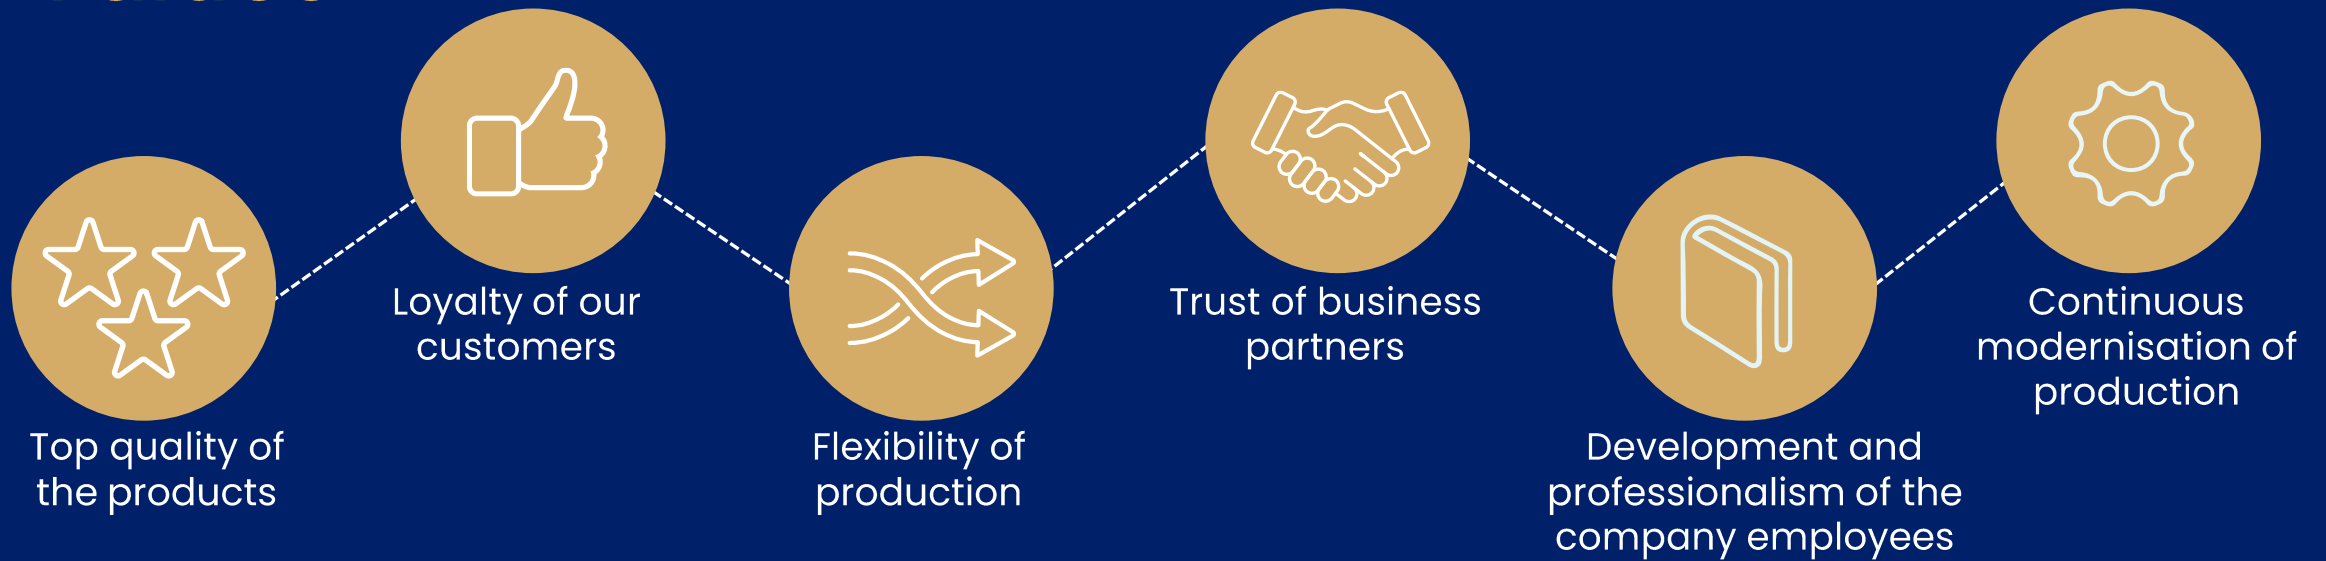 Top quality of
the products
Loyalty of our
customers
Flexibility of
production
Trust of business
partners
Development and
professionalism of the
company employees
Continuous
modernisation of
production